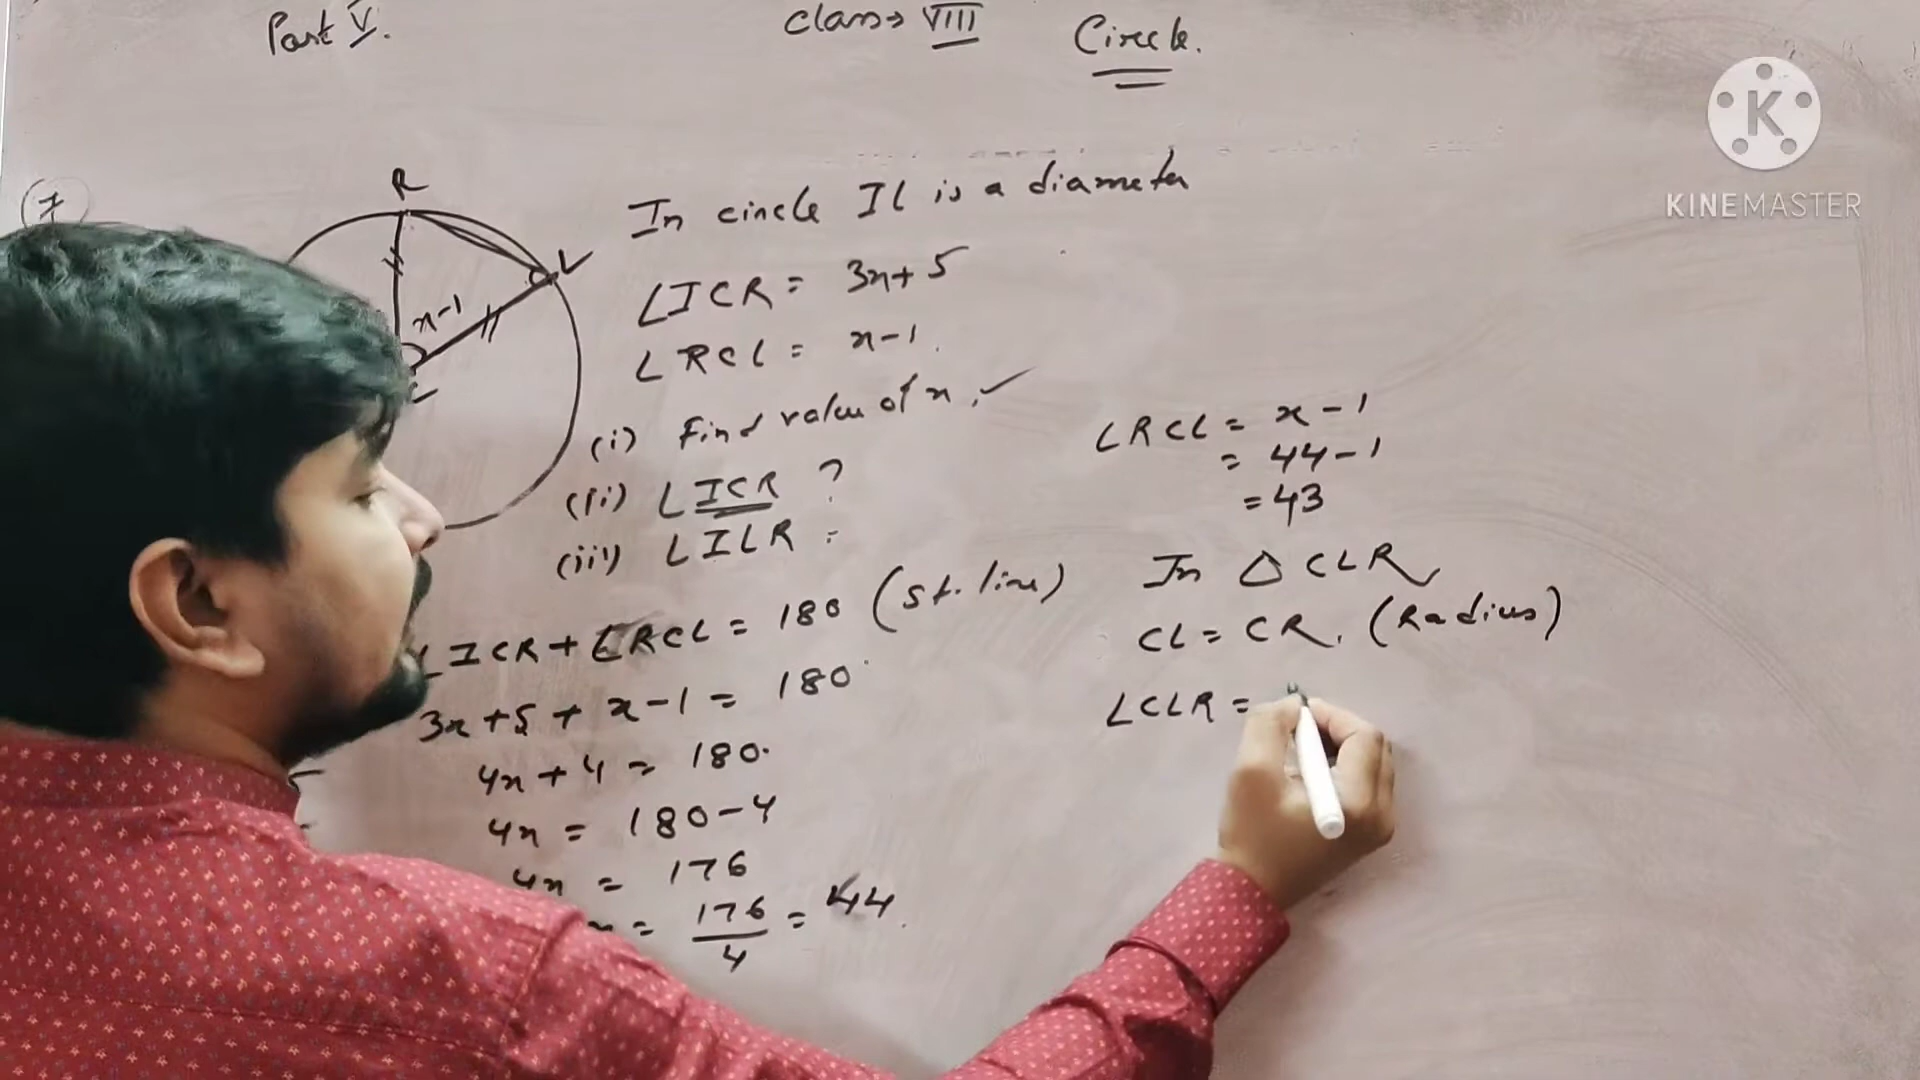 Part V.
Class → VIII
Circle.
K
KINEMASTER
7
R
L
x-1
C
In circle IL is a diameter
∠ICR = 3x+5
∠RCL = x-1.
(i) Find value of x. ✓
(ii) ∠ICR ?
(iii) ∠ILR =
∠ICR + ∠RCL = 180 (St. line)
3x+5 + x-1 = 180
4x + 4 = 180.
4x = 180-4
4x = 176
x = 176/4 = 44.
∠RCL = x-1
= 44-1
= 43
In △ CLR
CL = CR. (Radius)
∠CLR =